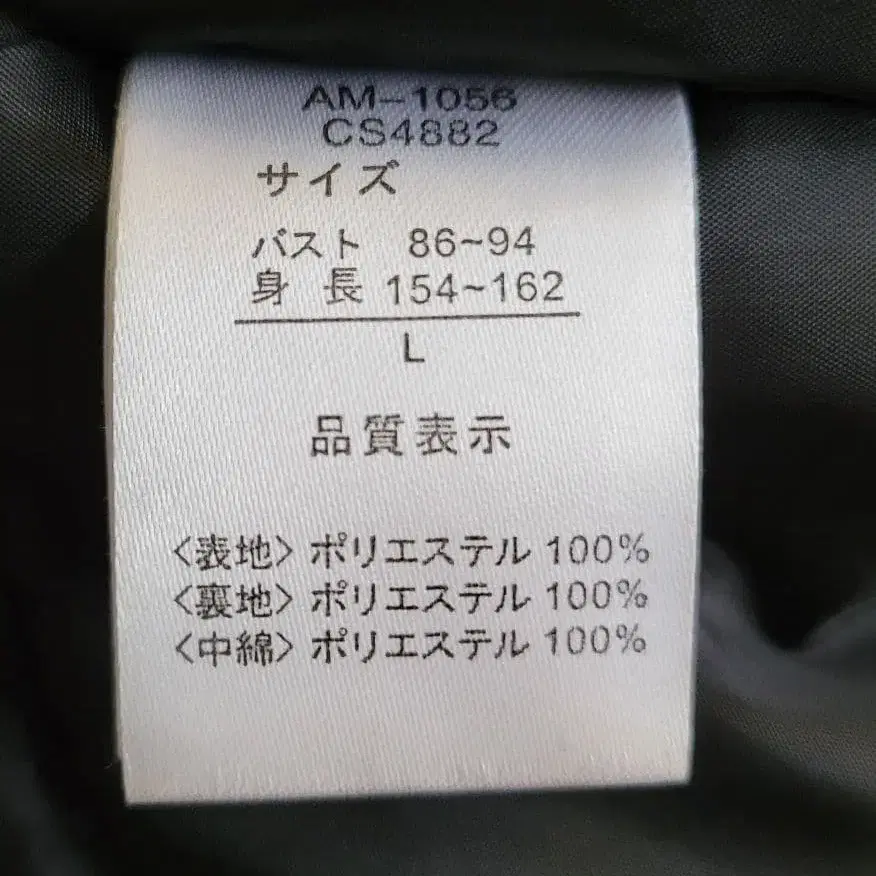 AM-1056
CS4882
サイズ
バスト 86~94
身 長 154~162
L
品質表示
<表地> ポリエステル 100%
<裏地> ポリエステル 100%
<中綿> ポリエステル 100%